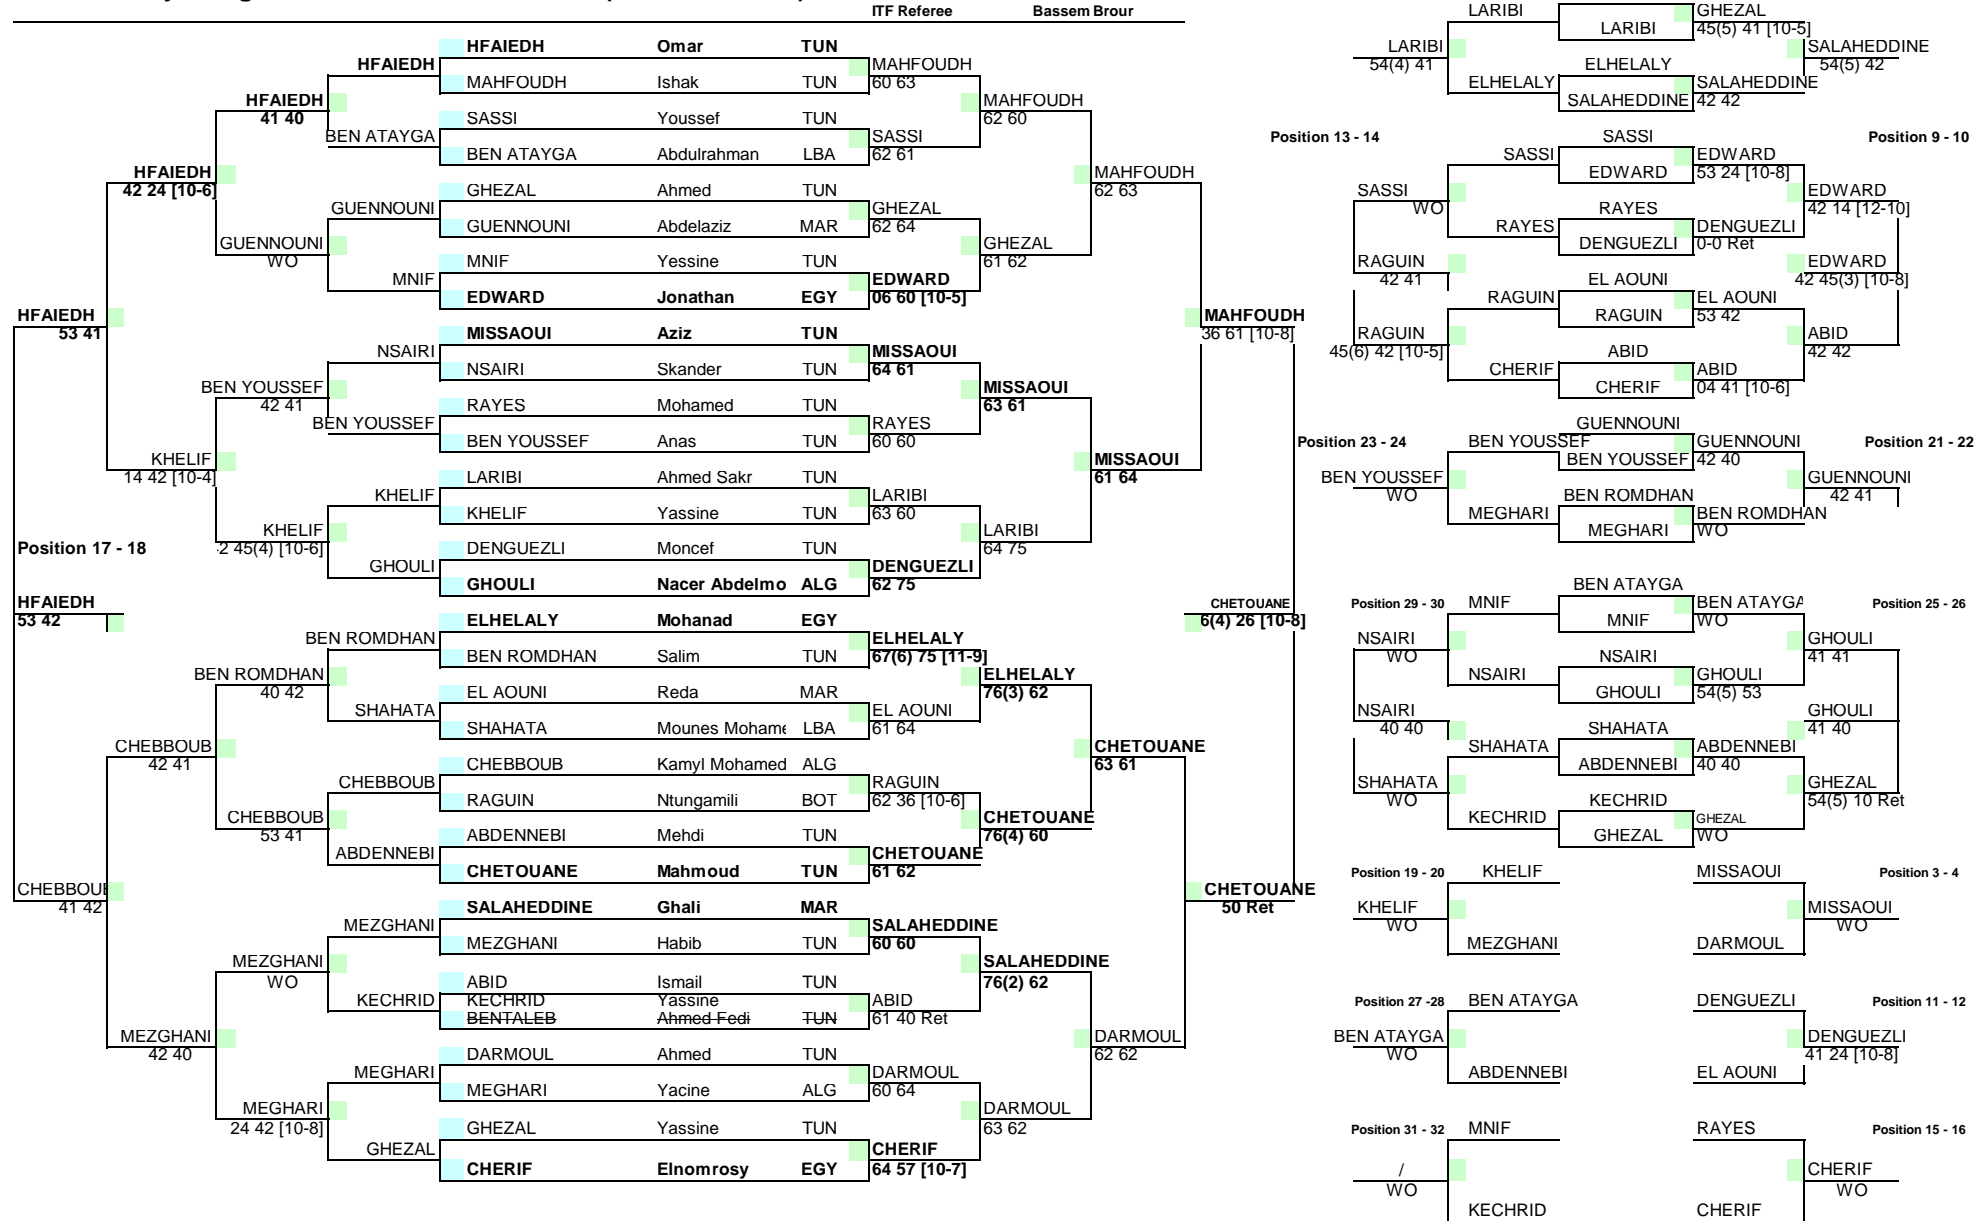 ITF Referee Bassem Brour
HFAIEDH Omar TUN
MAHFOUDH Ishak TUN
SASSI Youssef TUN
BEN ATAYGA Abdulrahman LBA
GHEZAL Ahmed TUN
GUENNOUNI Abdelaziz MAR
MNIF Yessine TUN
EDWARD Jonathan EGY
MISSAOUI Aziz TUN
NSAIRI Skander TUN
RAYES Mohamed TUN
BEN YOUSSEF Anas TUN
LARIBI Ahmed Sakr TUN
KHELIF Yassine TUN
DENGUEZLI Moncef TUN
GHOULI Nacer Abdelmo ALG
ELHELALY Mohanad EGY
BEN ROMDHAN Salim TUN
EL AOUNI Reda MAR
SHAHATA Mounes Mohame LBA
CHEBBOUB Kamyl Mohamed ALG
RAGUIN Ntungamili BOT
ABDENNEBI Mehdi TUN
CHETOUANE Mahmoud TUN
SALAHEDDINE Ghali MAR
MEZGHANI Habib TUN
ABID Ismail TUN
KECHRID Yassine
BENTALEB Ahmed Fedi TUN
DARMOUL Ahmed TUN
MEGHARI Yacine ALG
GHEZAL Yassine TUN
CHERIF Elnomrosy EGY
MAHFOUDH
60 63
SASSI
62 61
GHEZAL
62 64
EDWARD
06 60 [10-5]
MISSAOUI
64 61
RAYES
60 60
LARIBI
63 60
DENGUEZLI
62 75
ELHELALY
67(6) 75 [11-9]
EL AOUNI
61 64
RAGUIN
62 36 [10-6]
CHETOUANE
61 62
SALAHEDDINE
60 60
ABID
61 40 Ret
DARMOUL
60 64
CHERIF
64 57 [10-7]
MAHFOUDH
62 60
GHEZAL
61 62
MISSAOUI
63 61
LARIBI
64 75
ELHELALY
76(3) 62
CHETOUANE
76(4) 60
SALAHEDDINE
76(2) 62
DARMOUL
63 62
MAHFOUDH
62 63
MISSAOUI
61 64
CHETOUANE
63 61
DARMOUL
62 62
MAHFOUDH
36 61 [10-8]
CHETOUANE
50 Ret
CHETOUANE
6(4) 26 [10-8]
HFAIEDH
BEN ATAYGA
GUENNOUNI
MNIF
NSAIRI
BEN YOUSSEF
KHELIF
GHOULI
BEN ROMDHAN
SHAHATA
CHEBBOUB
ABDENNEBI
MEZGHANI
KECHRID
MEGHARI
GHEZAL
HFAIEDH
41 40
GUENNOUNI
WO
BEN YOUSSEF
42 41
KHELIF
2 45(4) [10-6]
BEN ROMDHAN
40 42
CHEBBOUB
53 41
MEZGHANI
WO
MEGHARI
24 42 [10-8]
HFAIEDH
42 24 [10-6]
KHELIF
14 42 [10-4]
CHEBBOUB
42 41
MEZGHANI
42 40
HFAIEDH
53 41
CHEBBOUB
41 42
Position 17 - 18
HFAIEDH
53 42
LARIBI
LARIBI
GHEZAL
45(5) 41 [10-5]
LARIBI
54(4) 41
SALAHEDDINE
54(5) 42
ELHELALY
ELHELALY
SALAHEDDINE
SALAHEDDINE
42 42
Position 13 - 14
Position 9 - 10
SASSI
SASSI
EDWARD
EDWARD
53 24 [10-8]
SASSI
WO
EDWARD
42 14 [12-10]
RAYES
RAYES
DENGUEZLI
DENGUEZLI
0-0 Ret
RAGUIN
42 41
EDWARD
42 45(3) [10-8]
EL AOUNI
RAGUIN
RAGUIN
EL AOUNI
53 42
RAGUIN
45(6) 42 [10-5]
ABID
42 42
ABID
CHERIF
CHERIF
ABID
04 41 [10-6]
Position 23 - 24
Position 21 - 22
GUENNOUNI
BEN YOUSSEF
BEN YOUSSEF
GUENNOUNI
42 40
BEN YOUSSEF
WO
GUENNOUNI
42 41
BEN ROMDHAN
MEGHARI
MEGHARI
BEN ROMDHAN
WO
Position 29 - 30
Position 25 - 26
BEN ATAYGA
MNIF
MNIF
BEN ATAYGA
WO
NSAIRI
WO
GHOULI
41 41
NSAIRI
NSAIRI
GHOULI
GHOULI
54(5) 53
NSAIRI
40 40
GHOULI
41 40
SHAHATA
SHAHATA
ABDENNEBI
ABDENNEBI
40 40
SHAHATA
WO
GHEZAL
54(5) 10 Ret
KECHRID
KECHRID
GHEZAL
GHEZAL
WO
Position 19 - 20 KHELIF MISSAOUI Position 3 - 4
KHELIF MISSAOUI
WO WO
MEZGHANI DARMOUL
Position 27 -28 BEN ATAYGA DENGUEZLI Position 11 - 12
BEN ATAYGA DENGUEZLI
WO 41 24 [10-8]
ABDENNEBI EL AOUNI
Position 31 - 32 MNIF RAYES Position 15 - 16
/ CHERIF
WO WO
KECHRID CHERIF